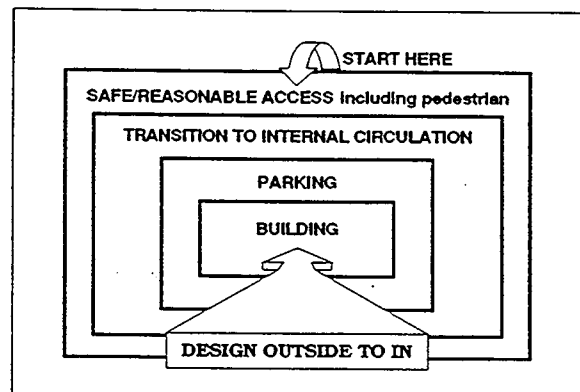 START HERE
SAFE/REASONABLE ACCESS including pedestrian
TRANSITION TO INTERNAL CIRCULATION
PARKING
BUILDING
DESIGN OUTSIDE TO IN